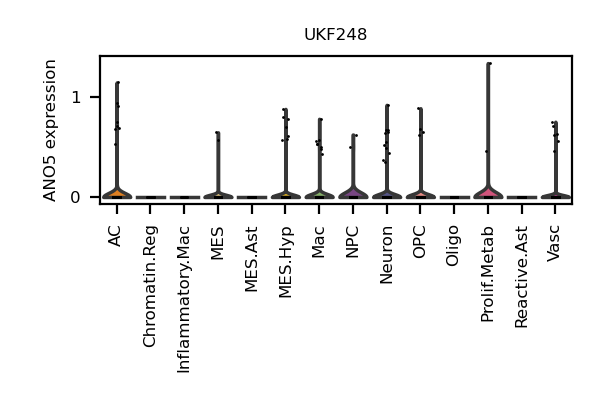 UKF248
ANO5 expression
1
0
AC
Chromatin.Reg
Inflammatory.Mac
MES
MES.Ast
MES.Hyp
Mac
NPC
Neuron
OPC
Oligo
Prolif.Metab
Reactive.Ast
Vasc